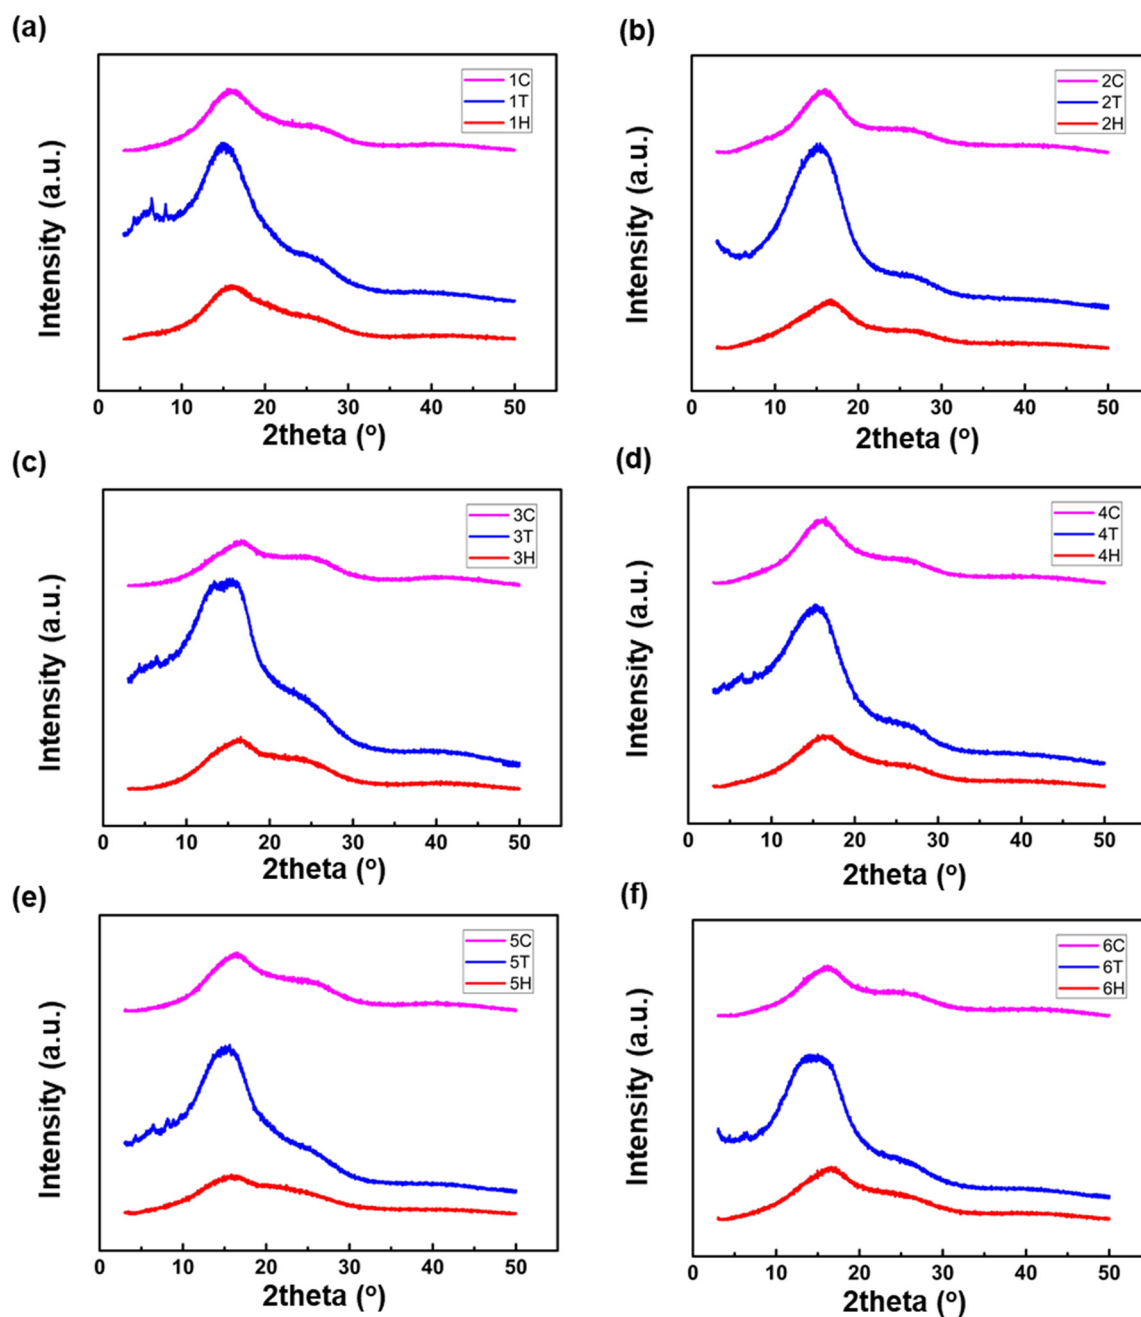 (a)
1C
1T
1H
Intensity (a.u.)
0 10 20 30 40 50
2theta (°)
(b)
2C
2T
2H
Intensity (a.u.)
0 10 20 30 40 50
2theta (°)
(c)
3C
3T
3H
Intensity (a.u.)
0 10 20 30 40 50
2theta (°)
(d)
4C
4T
4H
Intensity (a.u.)
0 10 20 30 40 50
2theta (°)
(e)
5C
5T
5H
Intensity (a.u.)
0 10 20 30 40 50
2theta (°)
(f)
6C
6T
6H
Intensity (a.u.)
0 10 20 30 40 50
2theta (°)